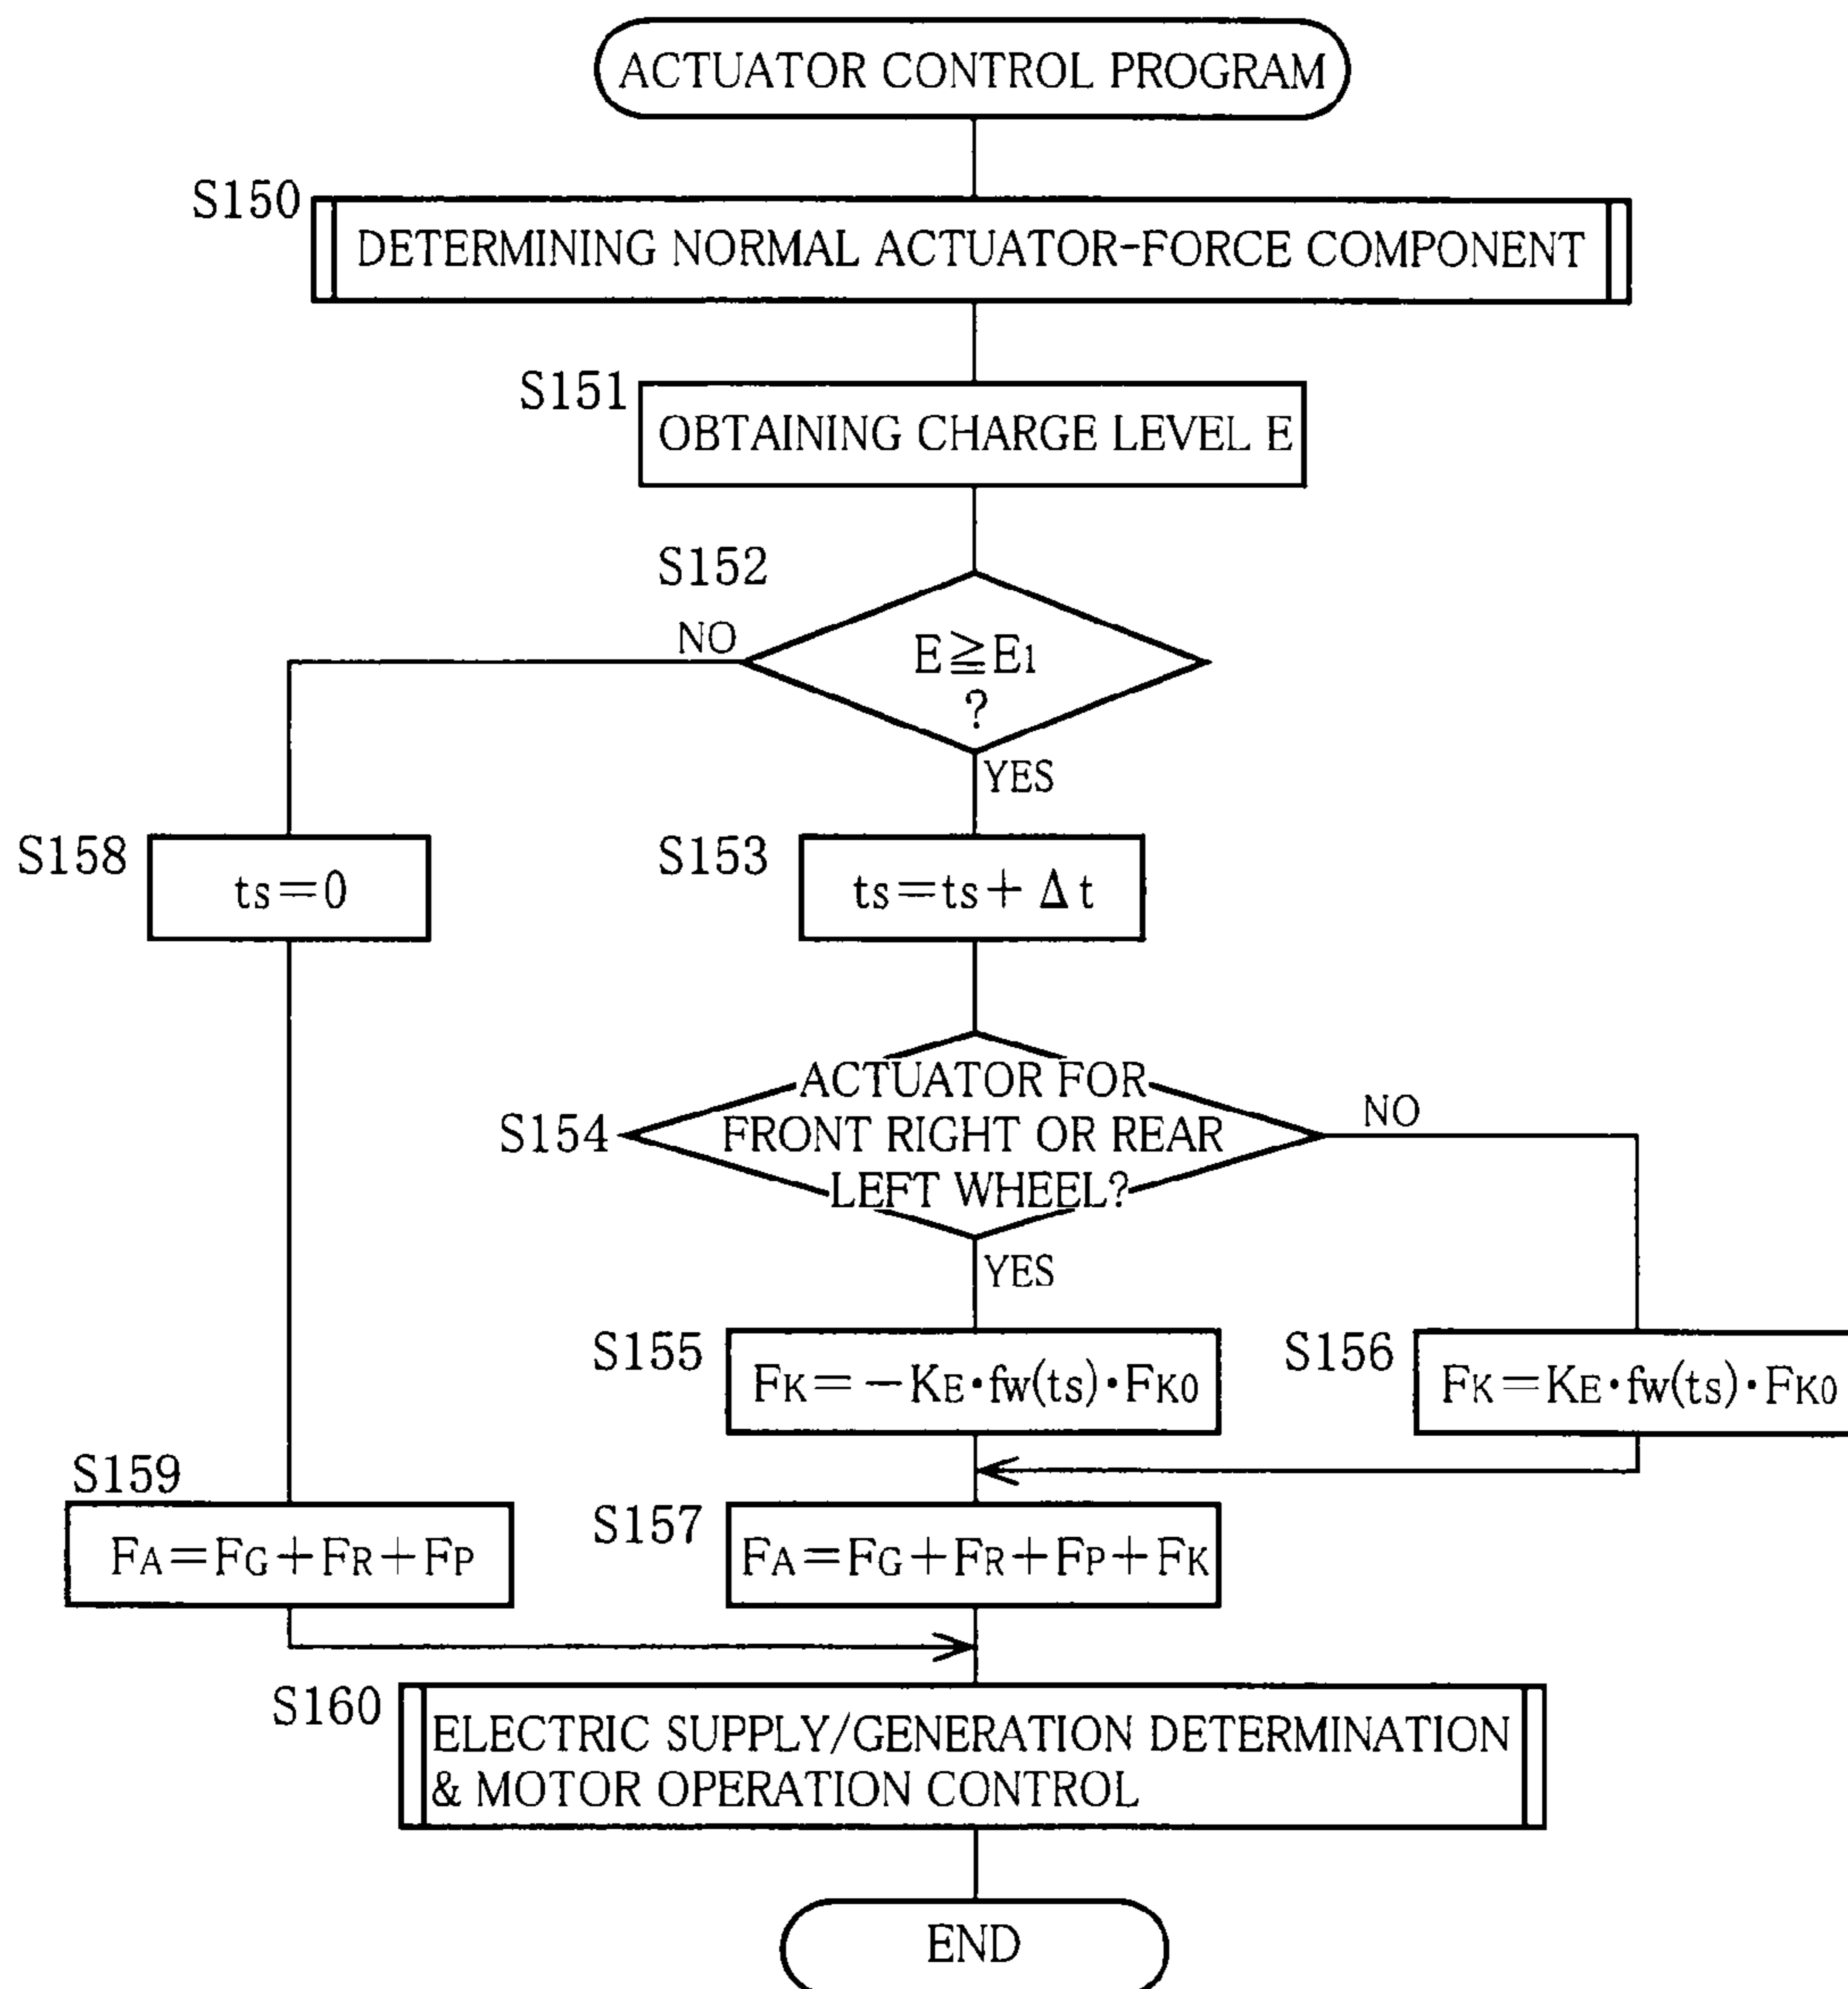 ACTUATOR CONTROL PROGRAM
S150
DETERMINING NORMAL ACTUATOR-FORCE COMPONENT
S151
OBTAINING CHARGE LEVEL E
S152
NO
E≧E1
?
YES
S158
ts=0
S153
ts=ts+Δt
S154
ACTUATOR FOR
FRONT RIGHT OR REAR
LEFT WHEEL?
NO
YES
S155
FK=-KE・fw(ts)・FK0
S156
FK=KE・fw(ts)・FK0
S159
FA=FG+FR+FP
S157
FA=FG+FR+FP+FK
S160
ELECTRIC SUPPLY/GENERATION DETERMINATION
& MOTOR OPERATION CONTROL
END